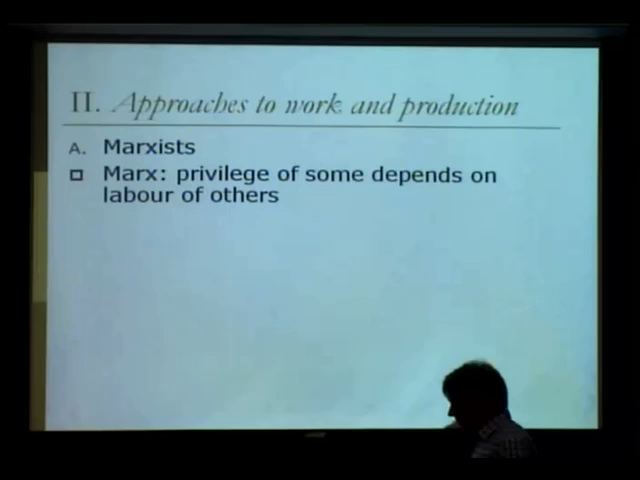 II. Approaches to work and production
A. Marxists
Marx: privilege of some depends on
labour of others